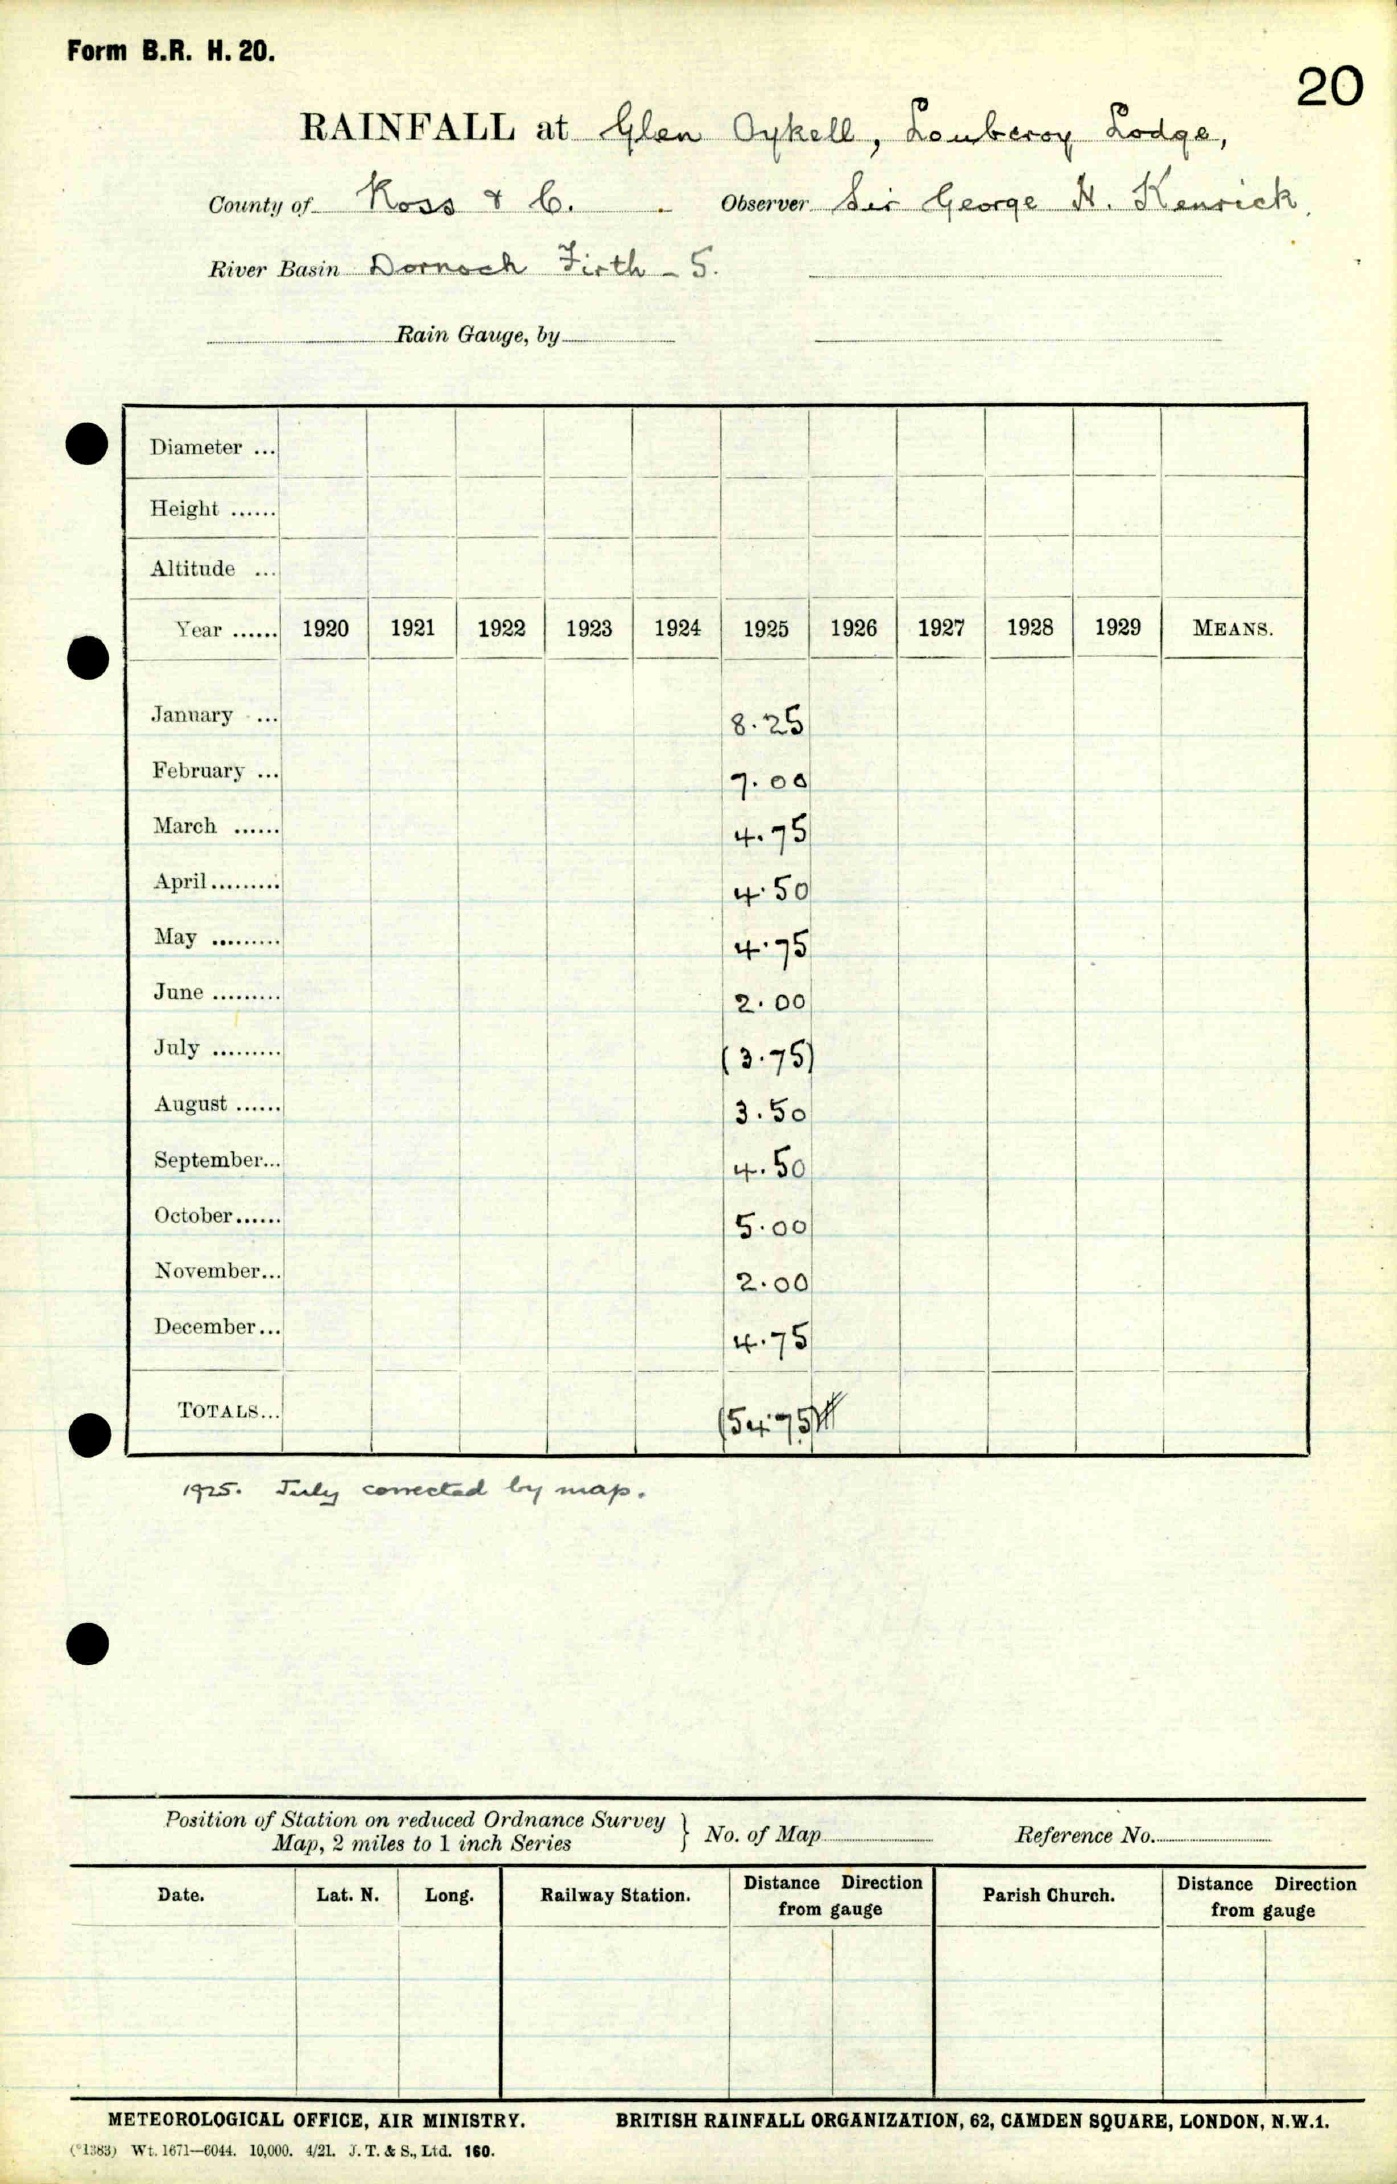 Form B.R. H. 20.
20
RAINFALL at Glen Oykell, Louberoy Lodge,
County of Ross & C. Observer Sir George H. Kenrick.
River Basin Dornoch Firth - 5.
Rain Gauge, by
Diameter ...
Height ......
Altitude ...
Year ...... 1920 1921 1922 1923 1924 1925 1926 1927 1928 1929 MEANS.
January ... 8.25
February ... 7.00
March ...... 4.75
April ......... 4.50
May ......... 4.75
June ......... 2.00
July ......... (3.75)
August ...... 3.50
September... 4.50
October...... 5.00
November... 2.00
December... 4.75
TOTALS... (54.75)
1925. July corrected by map.
Position of Station on reduced Ordnance Survey
Map, 2 miles to 1 inch Series } No. of Map Reference No.
Date. Lat. N. Long. Railway Station. Distance Direction from gauge Parish Church. Distance Direction from gauge
METEOROLOGICAL OFFICE, AIR MINISTRY. BRITISH RAINFALL ORGANIZATION, 62, CAMDEN SQUARE, LONDON, N.W.1.
(*1383) Wt. 1671—6044. 10,000. 4/21. J. T. & S., Ltd. 160.